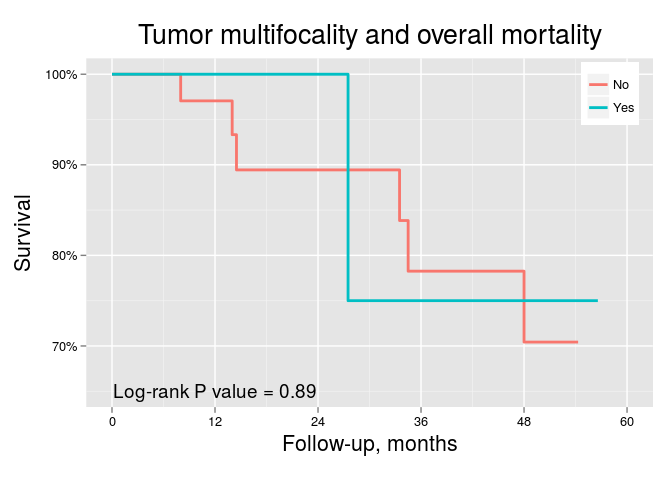 Tumor multifocality and overall mortality
No
Yes
100%
90%
80%
70%
Survival
Log-rank P value = 0.89
0 12 24 36 48 60
Follow-up, months